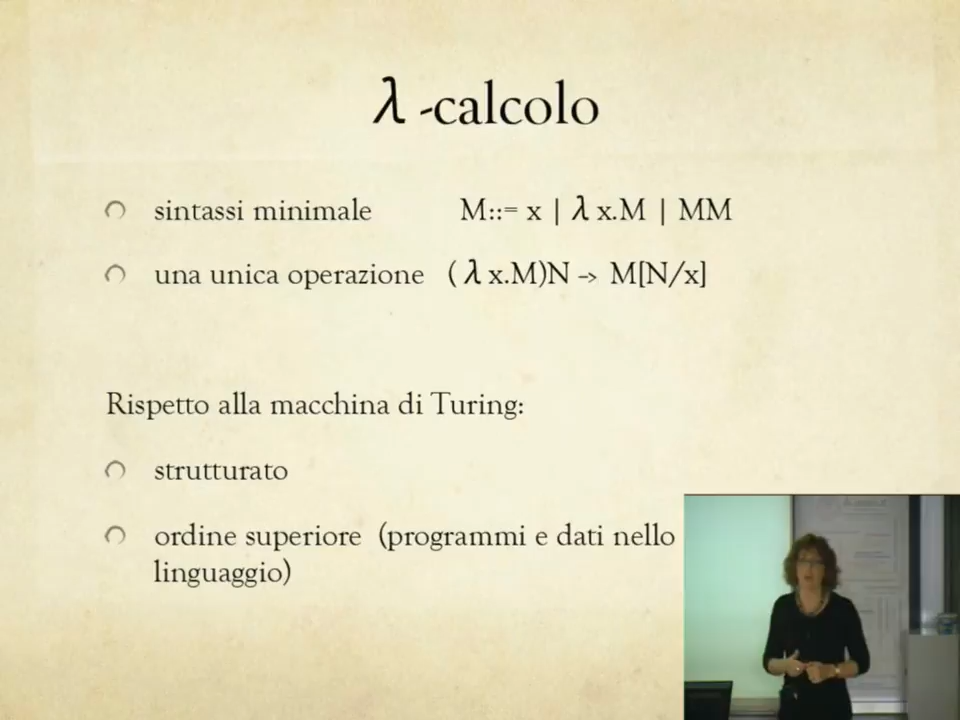 λ -calcolo
sintassi minimale M::= x | λ x.M | MM
una unica operazione ( λ x.M)N -> M[N/x]
Rispetto alla macchina di Turing:
strutturato
ordine superiore (programmi e dati nello
linguaggio)